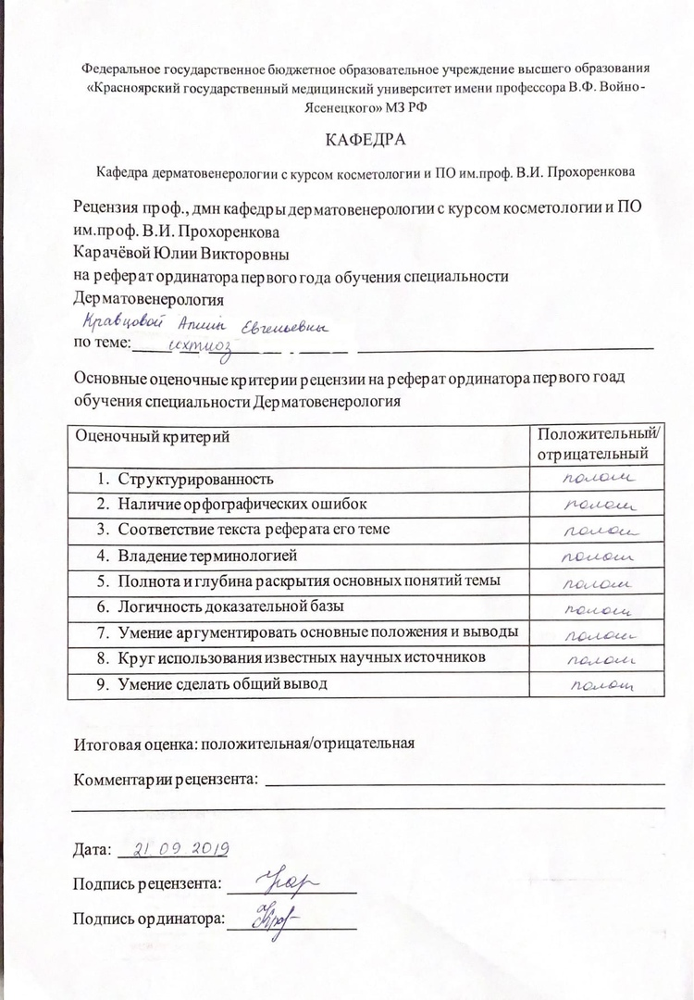 Федеральное государственное бюджетное образовательное учреждение высшего образования
«Красноярский государственный медицинский университет имени профессора В.Ф. Войно-
Ясенецкого» МЗ РФ
КАФЕДРА
Кафедра дерматовенерологии с курсом косметологии и ПО им.проф. В.И. Прохоренкова
Рецензия проф., дмн кафедры дерматовенерологии с курсом косметологии и ПО
им.проф. В.И. Прохоренкова
Карачёвой Юлии Викторовны
на реферат ординатора первого года обучения специальности
Дерматовенерология
Кравцовой Евгеньевны
по теме: ихтиоз
Основные оценочные критерии рецензии на реферат ординатора первого гоад
обучения специальности Дерматовенерология
Оценочный критерий Положительный/
отрицательный
1. Структурированность полож
2. Наличие орфографических ошибок полож
3. Соответствие текста реферата его теме полож
4. Владение терминологией полож
5. Полнота и глубина раскрытия основных понятий темы полож
6. Логичность доказательной базы полож
7. Умение аргументировать основные положения и выводы полож
8. Круг использования известных научных источников полож
9. Умение сделать общий вывод полож
Итоговая оценка: положительная/отрицательная
Комментарии рецензента:
Дата: 21 09 2019
Подпись рецензента:
Подпись ординатора: